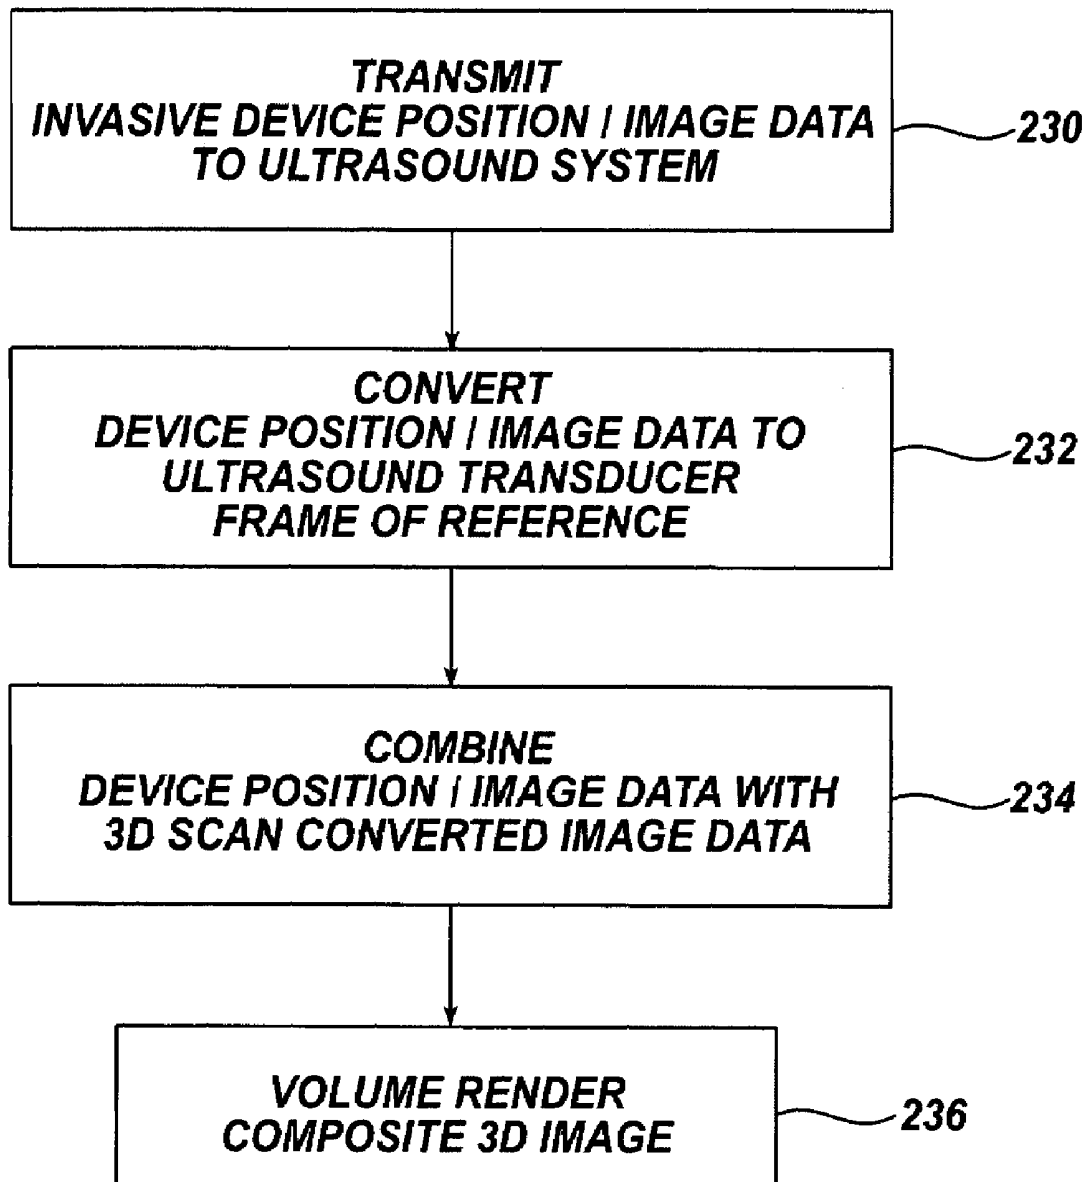 TRANSMIT
INVASIVE DEVICE POSITION / IMAGE DATA
TO ULTRASOUND SYSTEM
230
CONVERT
DEVICE POSITION / IMAGE DATA TO
ULTRASOUND TRANSDUCER
FRAME OF REFERENCE
232
COMBINE
DEVICE POSITION / IMAGE DATA WITH
3D SCAN CONVERTED IMAGE DATA
234
VOLUME RENDER
COMPOSITE 3D IMAGE
236